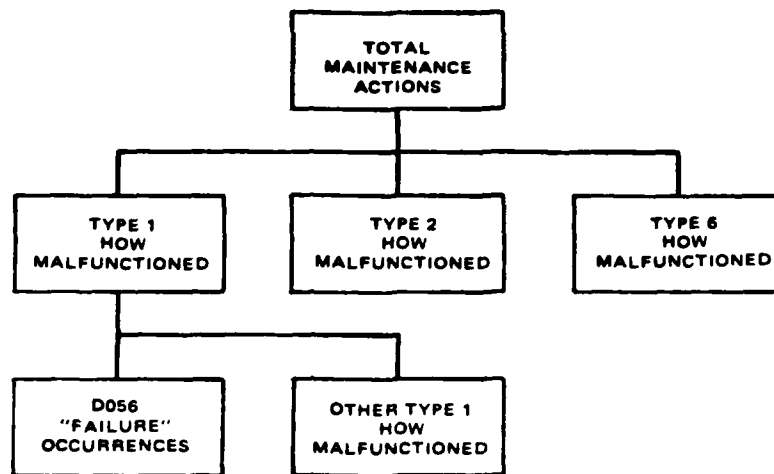 TOTAL
MAINTENANCE
ACTIONS
TYPE 1
HOW
MALFUNCTIONED
TYPE 2
HOW
MALFUNCTIONED
TYPE 6
HOW
MALFUNCTIONED
D056
"FAILURE"
OCCURRENCES
OTHER TYPE 1
HOW
MALFUNCTIONED